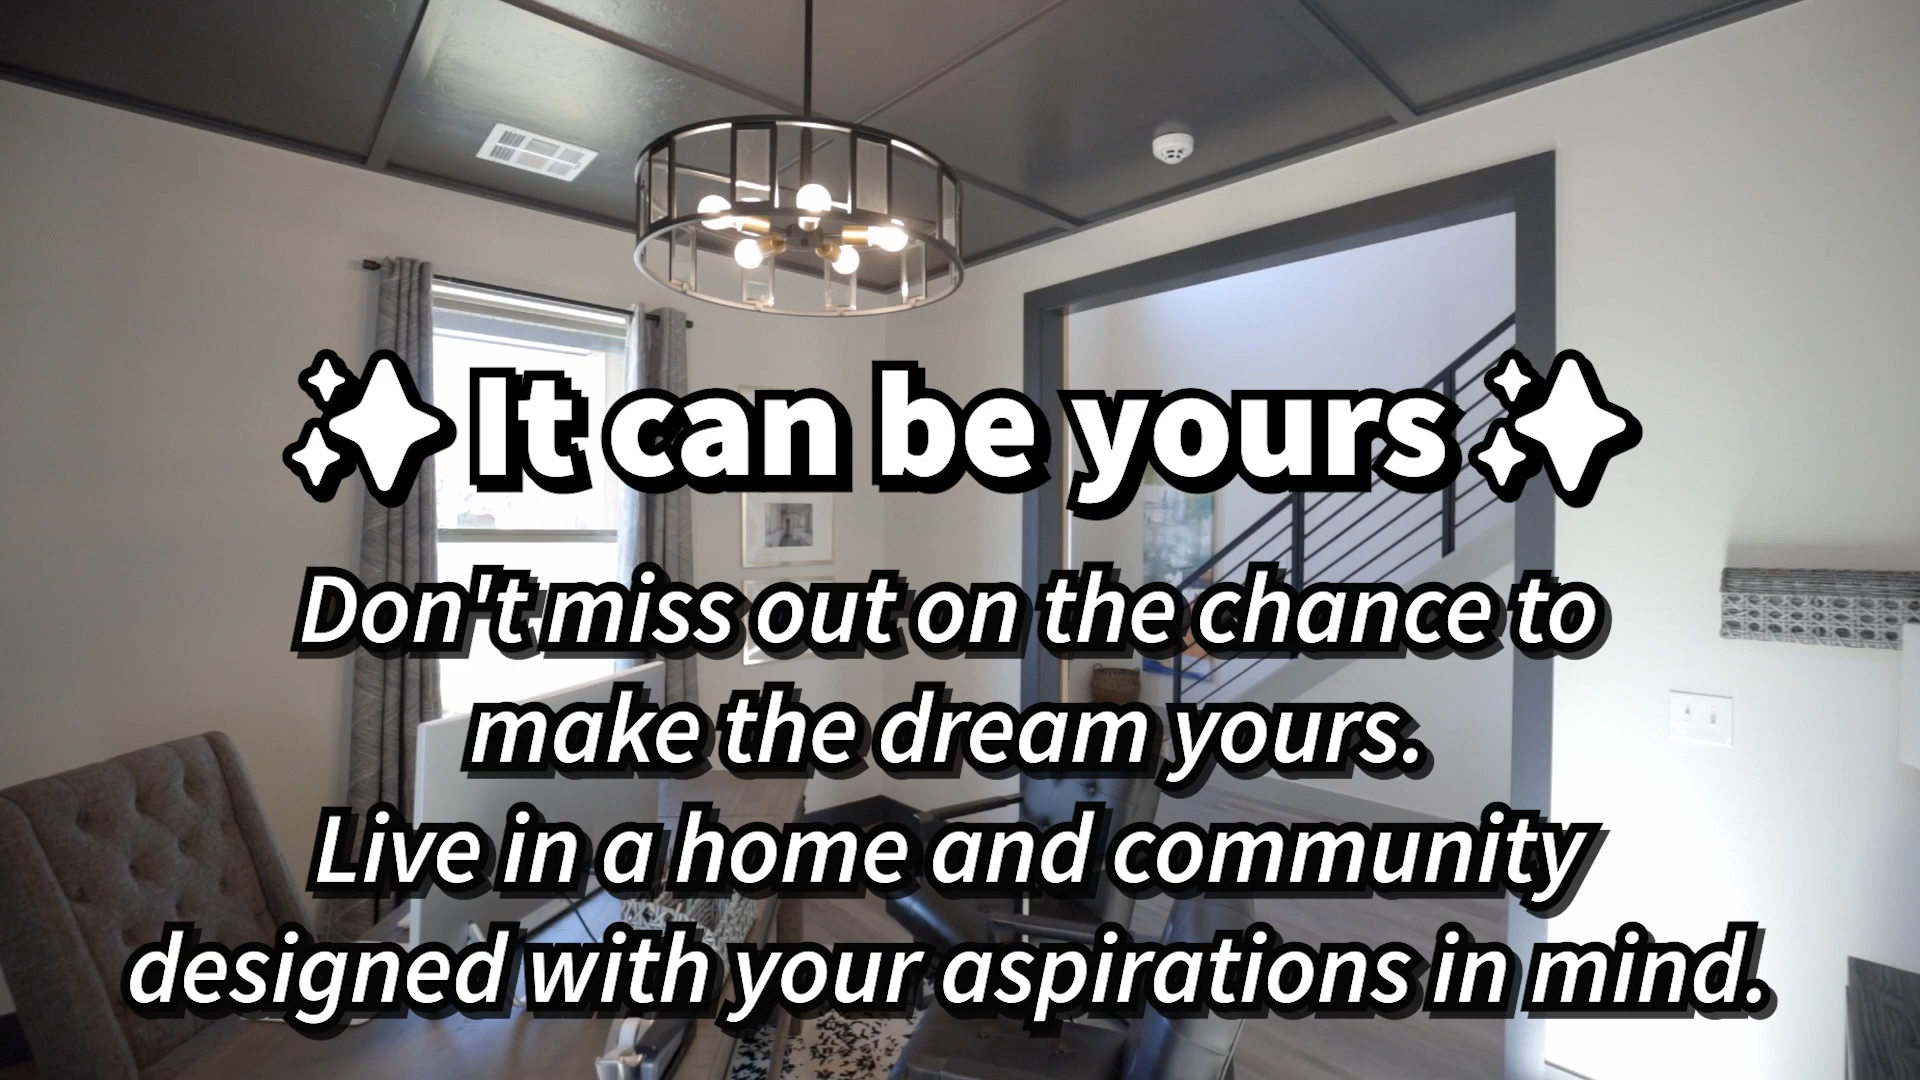 ✨It can be yours✨
Don't miss out on the chance to
make the dream yours.
Live in a home and community
designed with your aspirations in mind.